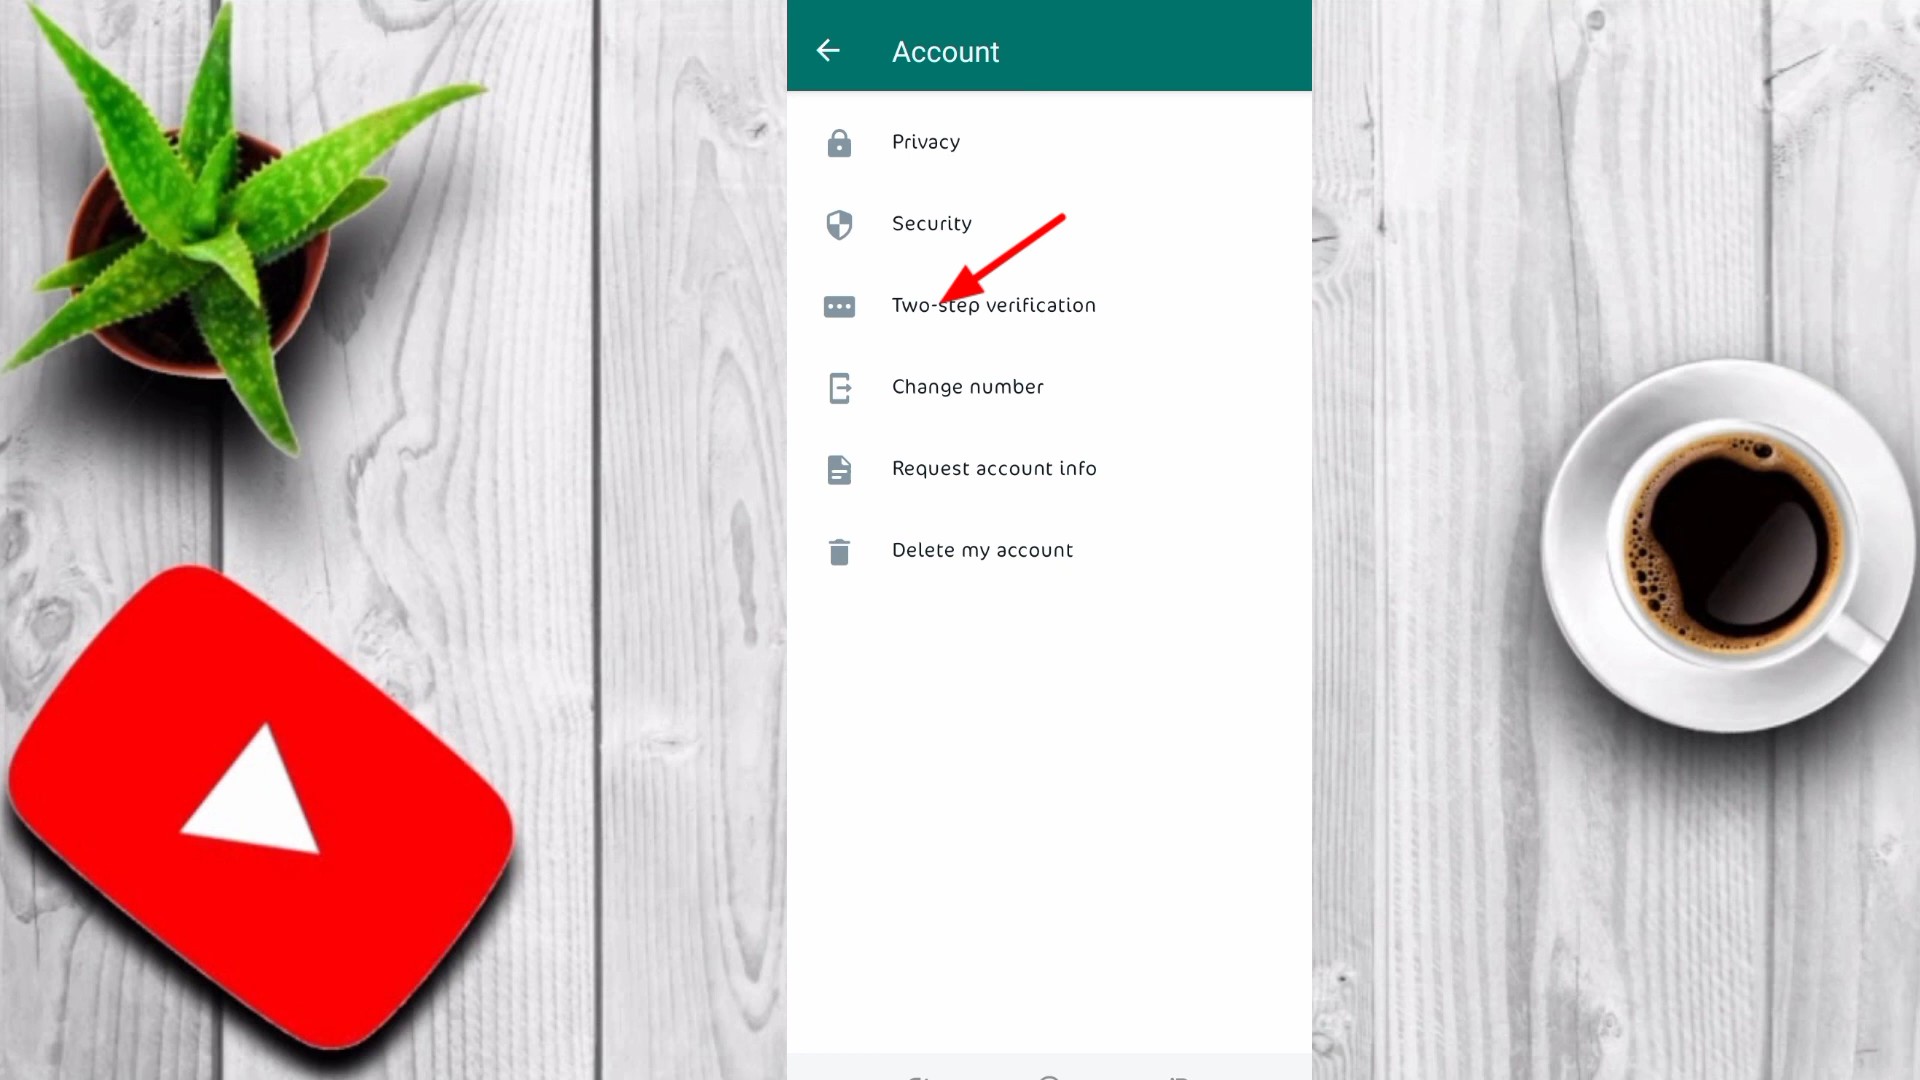 Account
Privacy
Security
Two-step verification
Change number
Request account info
Delete my account